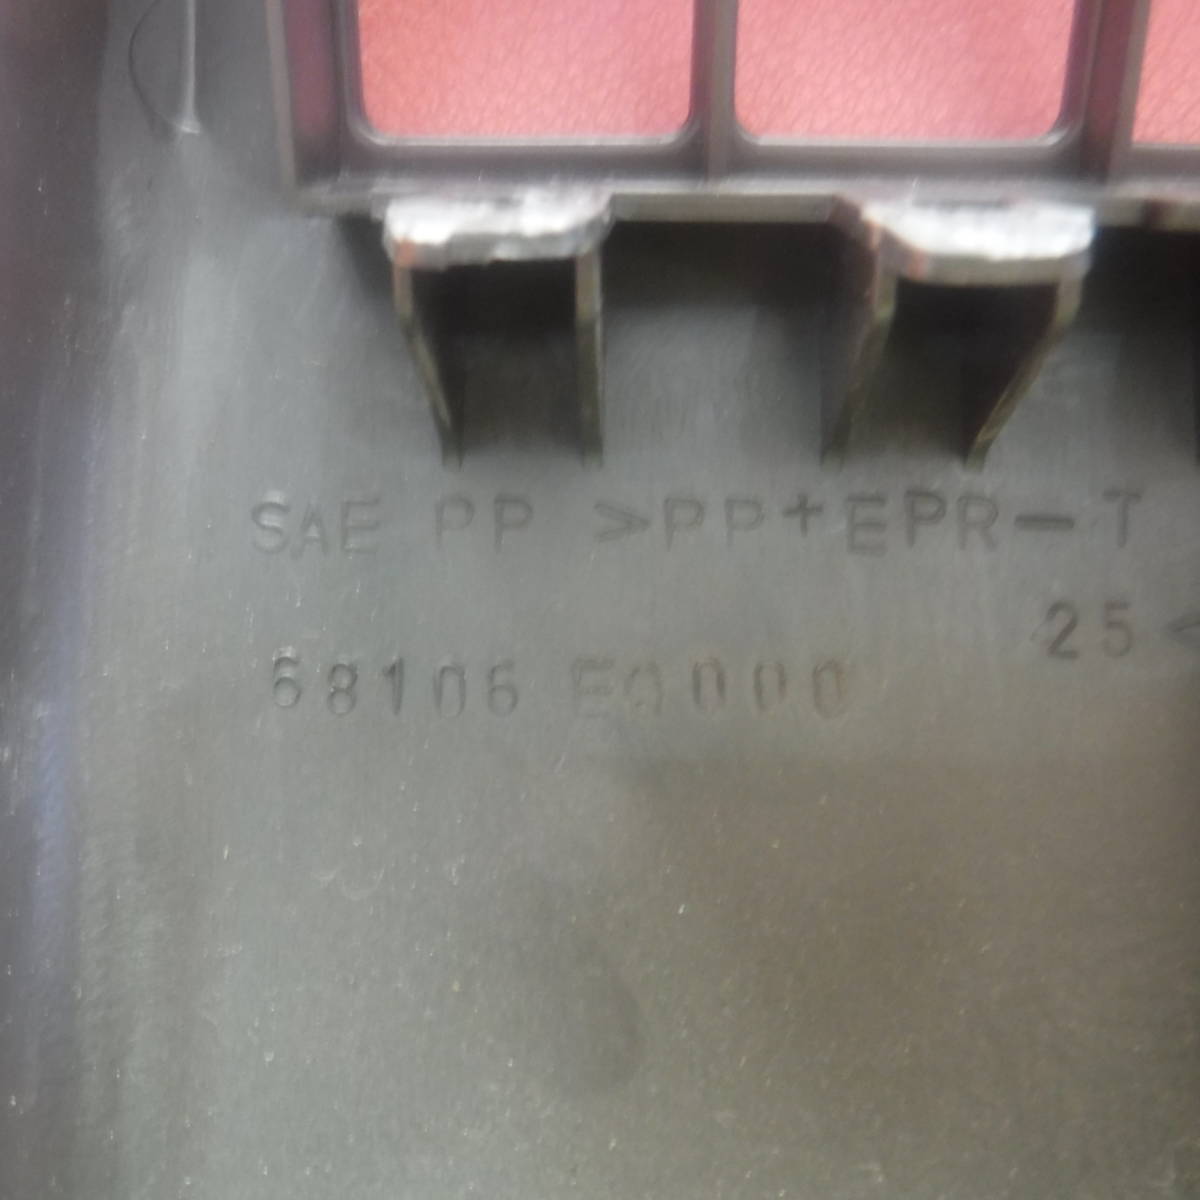 SAE PP >PP+EPR-T
25 <
68106 E0000